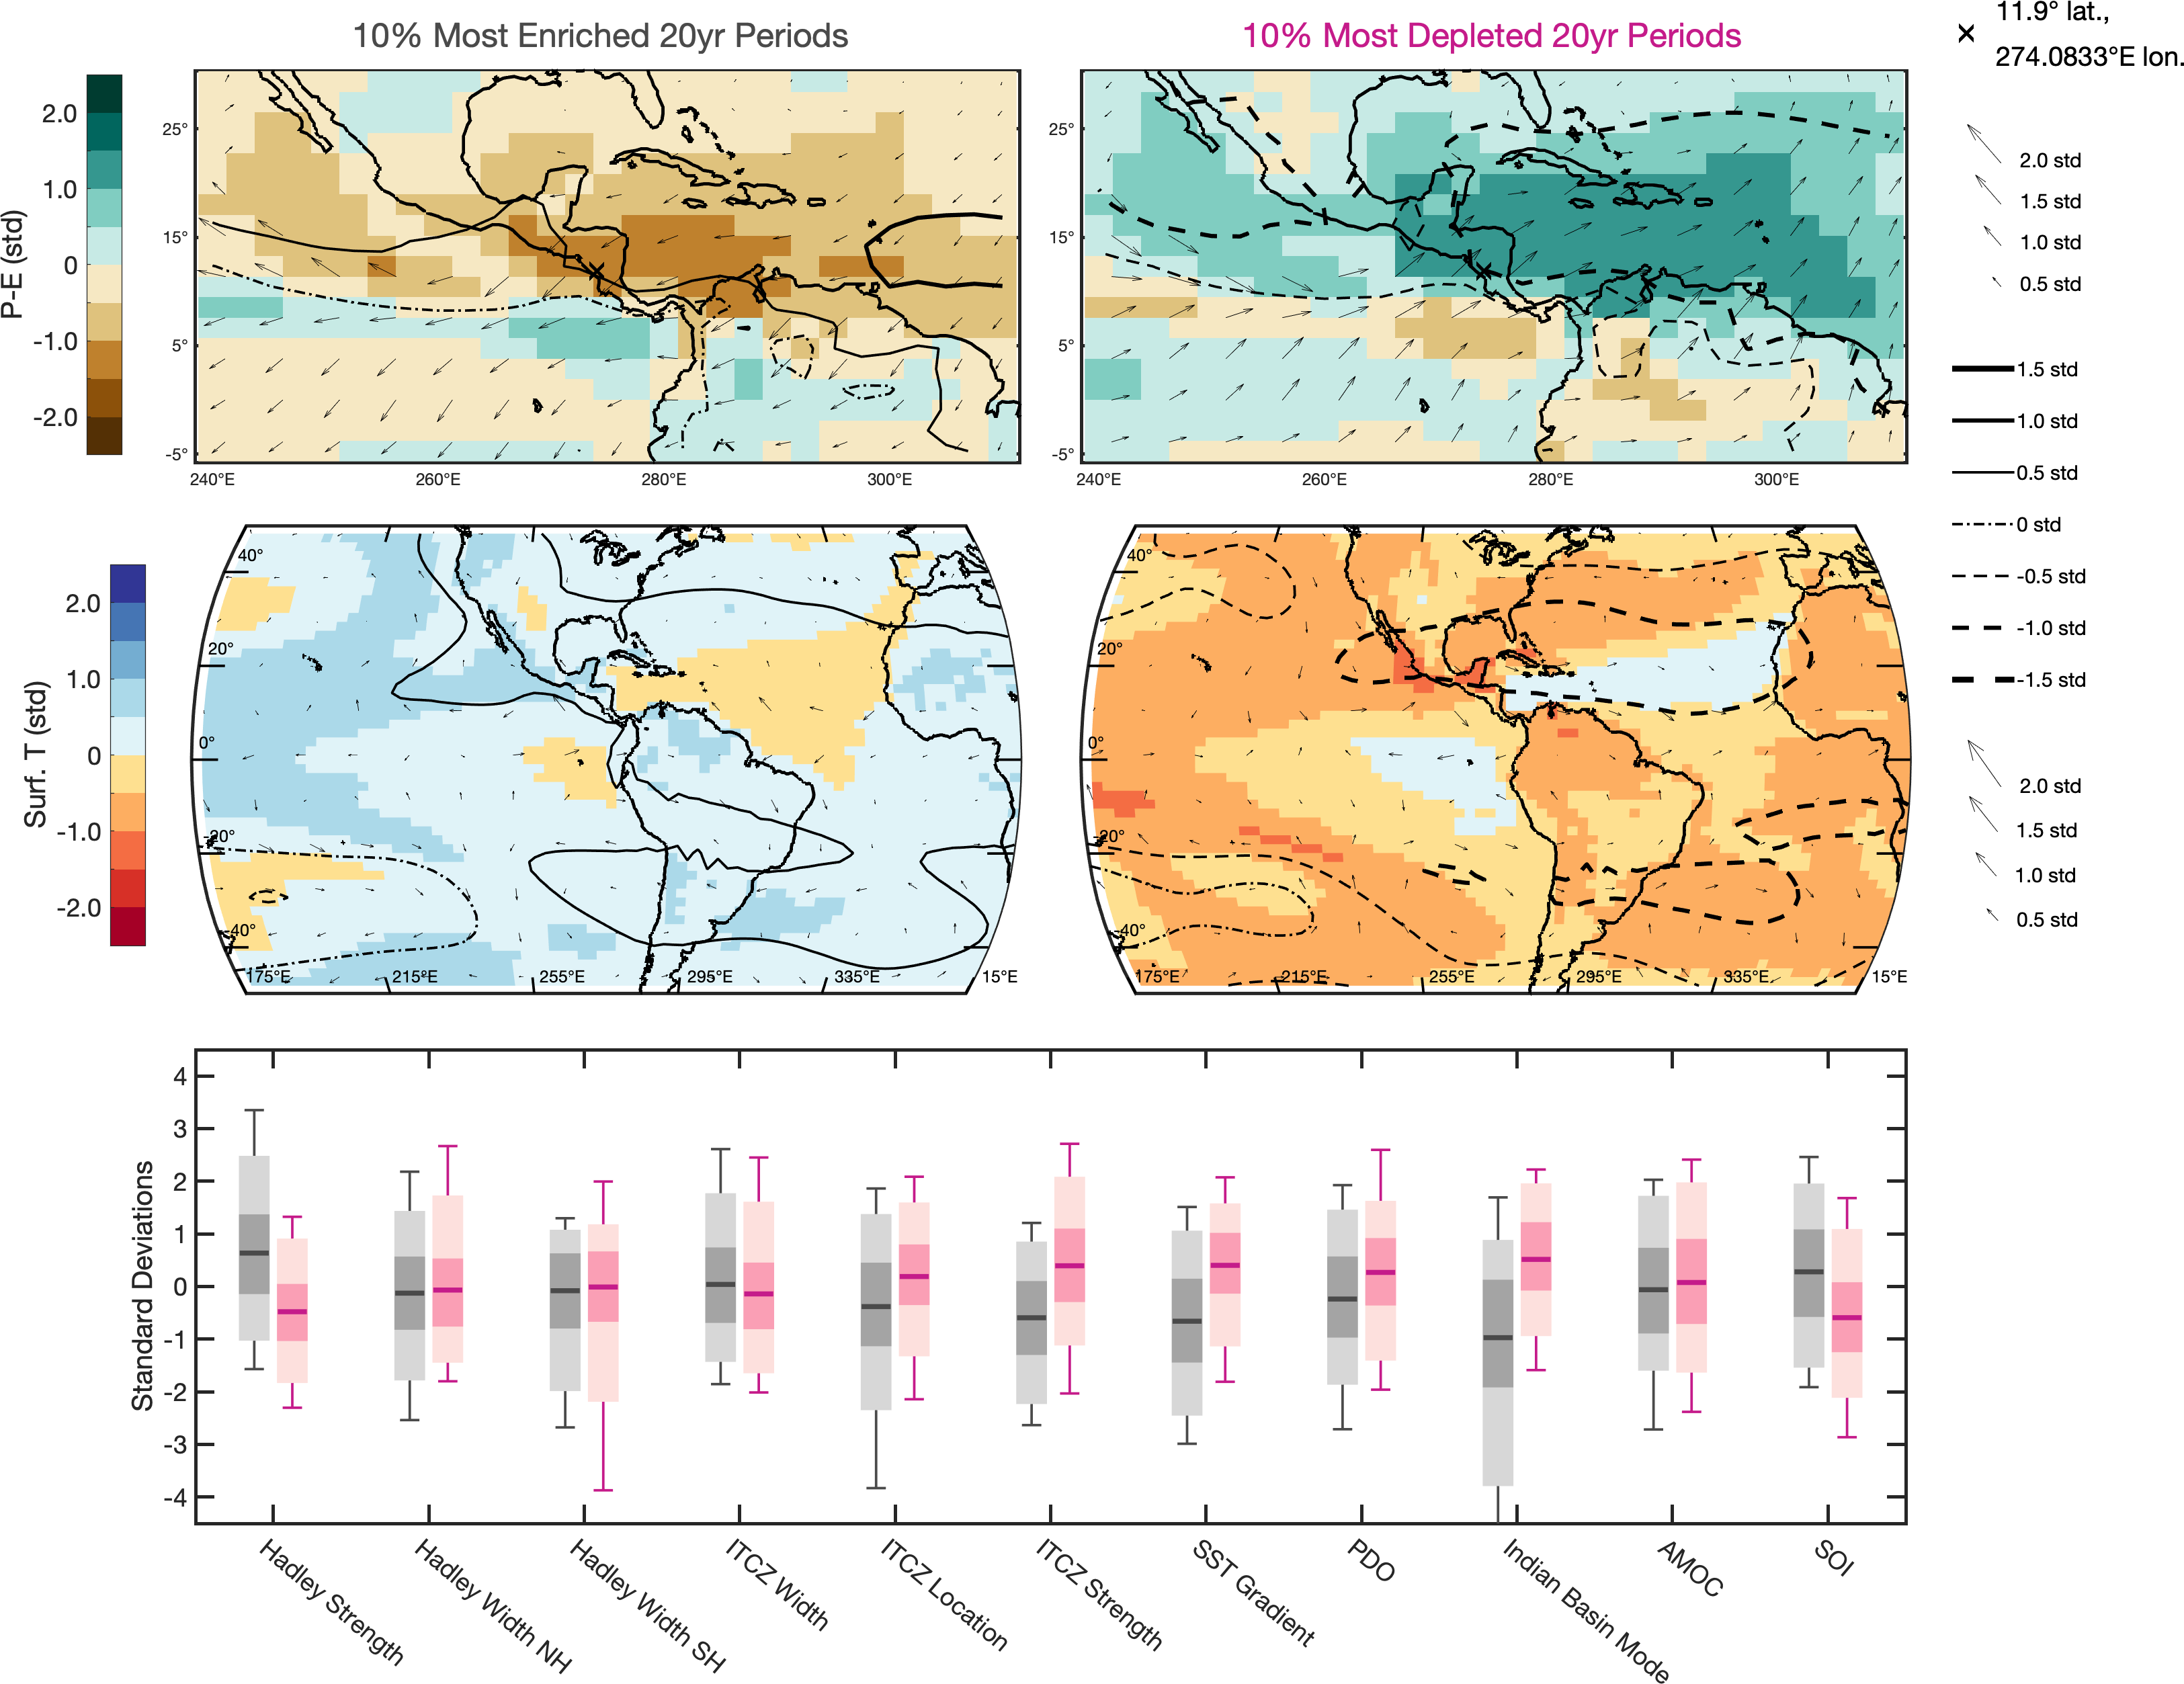 10% Most Enriched 20yr Periods
10% Most Depleted 20yr Periods
11.9° lat.,
274.0833°E lon.
P-E (std)
2.0
1.0
0
-1.0
-2.0
25°
15°
5°
-5°
240°E
260°E
280°E
300°E
25°
15°
5°
-5°
240°E
260°E
280°E
300°E
2.0 std
1.5 std
1.0 std
0.5 std
1.5 std
1.0 std
0.5 std
0 std
-0.5 std
-1.0 std
-1.5 std
2.0 std
1.5 std
1.0 std
0.5 std
Surf. T (std)
2.0
1.0
0
-1.0
-2.0
40°
20°
0°
-20°
-40°
175°E
215°E
255°E
295°E
335°E
15°E
40°
20°
0°
-20°
-40°
175°E
215°E
255°E
295°E
335°E
15°E
Standard Deviations
4
3
2
1
0
-1
-2
-3
-4
Hadley Strength
Hadley Width NH
Hadley Width SH
ITCZ Width
ITCZ Location
ITCZ Strength
SST Gradient
PDO
Indian Basin Mode
AMOC
SOI